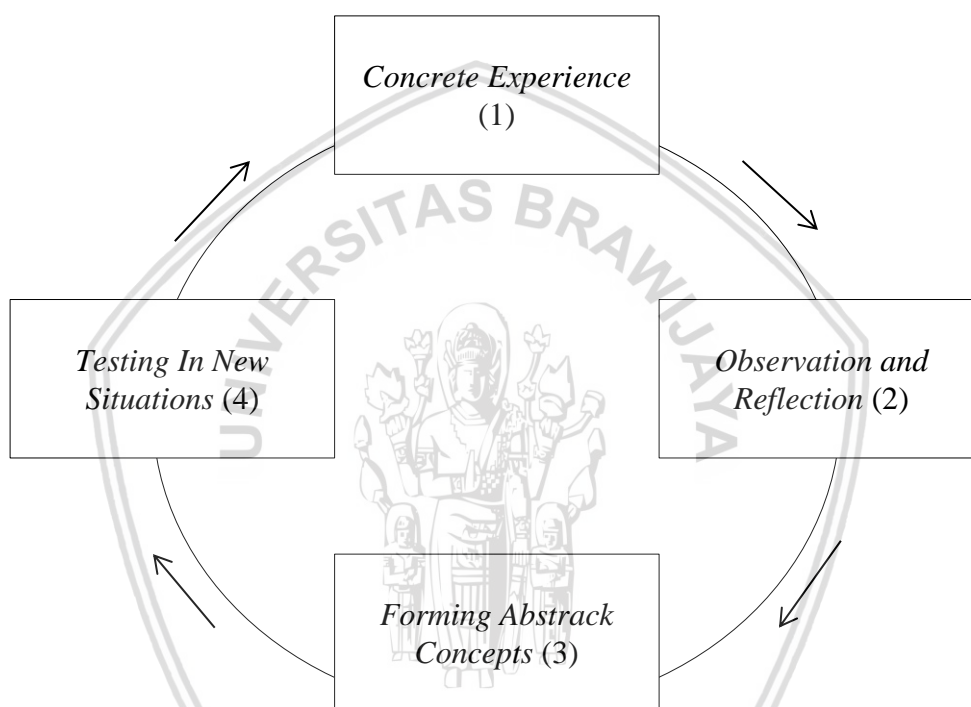 Concrete Experience
(1)
UNIVERSITAS BRAWIJAYA
Testing In New
Situations (4)
Observation and
Reflection (2)
Forming Abstrack
Concepts (3)